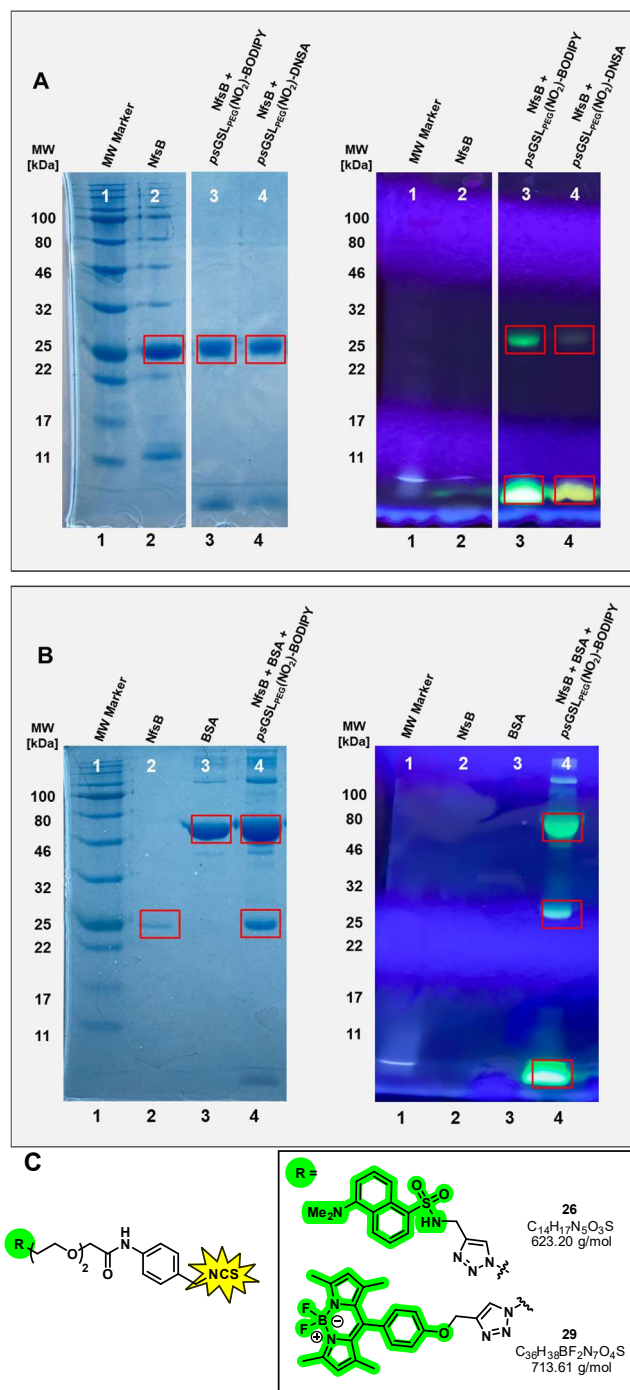 A
MW
[kDa]
MW Marker
NfsB
NfsB +
psGSLPEG(NO2)-BODIPY
NfsB +
psGSLPEG(NO2)-DNSA
MW
[kDa]
MW Marker
NfsB
NfsB +
psGSLPEG(NO2)-BODIPY
NfsB +
psGSLPEG(NO2)-DNSA
1 2 3 4
1 2 3 4
100
80
46
32
25
22
17
11
100
80
46
32
25
22
17
11
1 2 3 4
1 2 3 4
B
MW
[kDa]
MW Marker
NfsB
BSA
NfsB + BSA +
psGSLPEG(NO2)-BODIPY
MW
[kDa]
MW Marker
NfsB
BSA
NfsB + BSA +
psGSLPEG(NO2)-BODIPY
1 2 3 4
1 2 3 4
100
80
46
32
25
22
17
11
100
80
46
32
25
22
17
11
1 2 3 4
1 2 3 4
C
R
O
2
O
H
N
NCS
R =
Me2N
O O
S
HN
N=N
N
26
C14H17N5O3S
623.20 g/mol
F
F
B
N
N
O
N=N
N
29
C36H38BF2N7O4S
713.61 g/mol